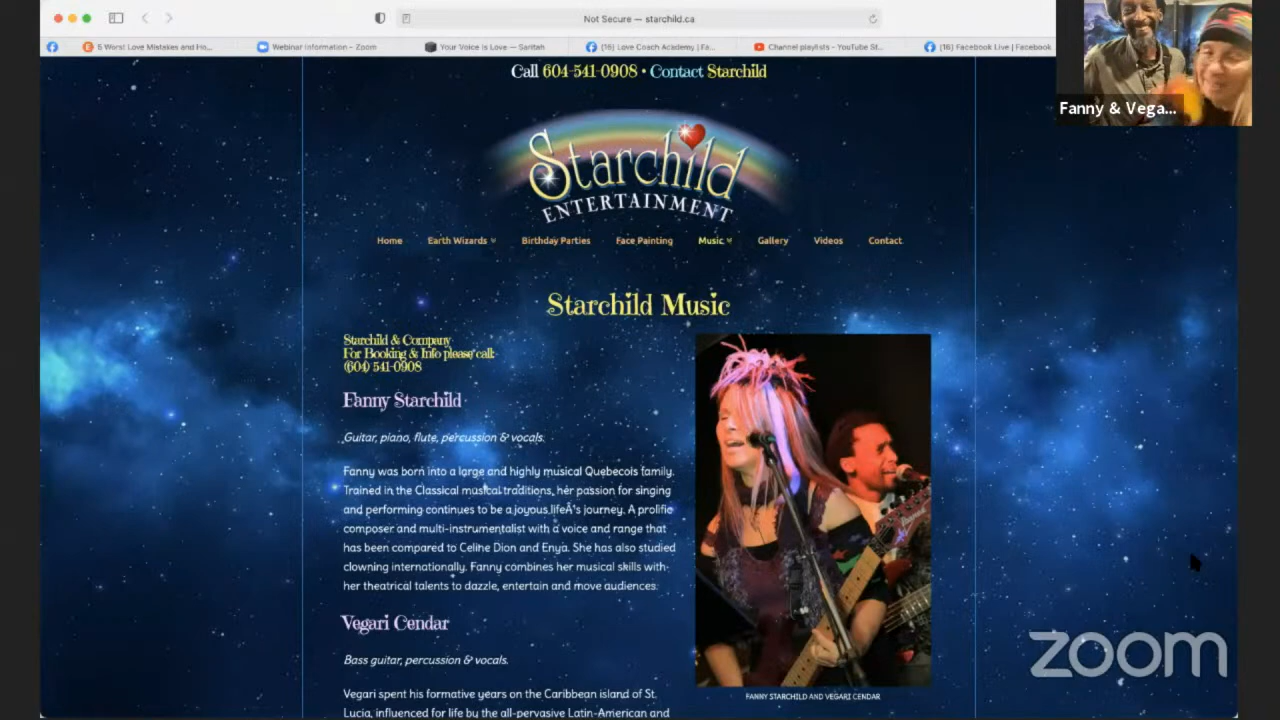 Not Secure — starchild.ca
5 Worst Love Mistakes and Ho...
Webinar Information - Zoom
Your Voice is Love — Saritah
(16) Love Coach Academy | Fa...
Channel playlists - YouTube St...
(16) Facebook Live | Facebook
Fanny & Vega...
Call 604-541-0908 • Contact Starchild
Starchild
ENTERTAINMENT
Home Earth Wizards Birthday Parties Face Painting Music Gallery Videos Contact
Starchild Music
Starchild & Company
For Booking & Info please call:
(604) 541-0908
Fanny Starchild
Guitar, piano, flute, percussion & vocals.
Fanny was born into a large and highly musical Quebecois family.
Trained in the Classical musical traditions, her passion for singing
and performing continues to be a joyous lifeÂ's journey. A prolific
composer and multi-instrumentalist with a voice and range that
has been compared to Celine Dion and Enya. She has also studied
clowning internationally. Fanny combines her musical skills with
her theatrical talents to dazzle, entertain and move audiences.
Vegari Cendar
Bass guitar, percussion & vocals.
Vegari spent his formative years on the Caribbean island of St.
Lucia, influenced for life by the all-pervasive Latin-American and
FANNY STARCHILD AND VEGARI CENDAR
zoom